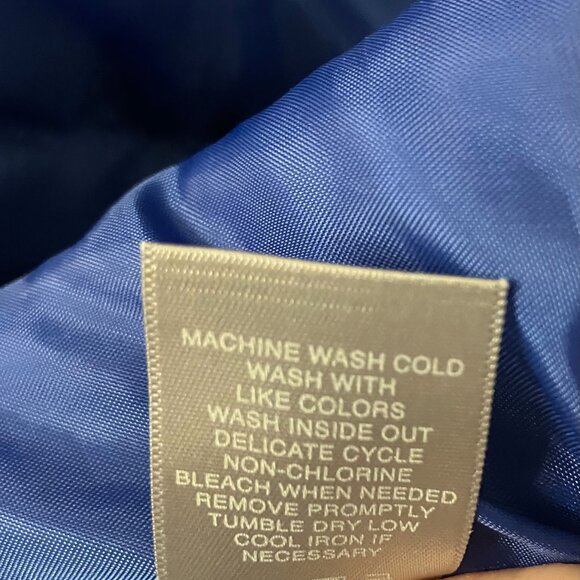 MACHINE WASH COLD
WASH WITH
LIKE COLORS
WASH INSIDE OUT
DELICATE CYCLE
NON-CHLORINE
BLEACH WHEN NEEDED
REMOVE PROMPTLY
TUMBLE DRY LOW
COOL IRON IF
NECESSARY